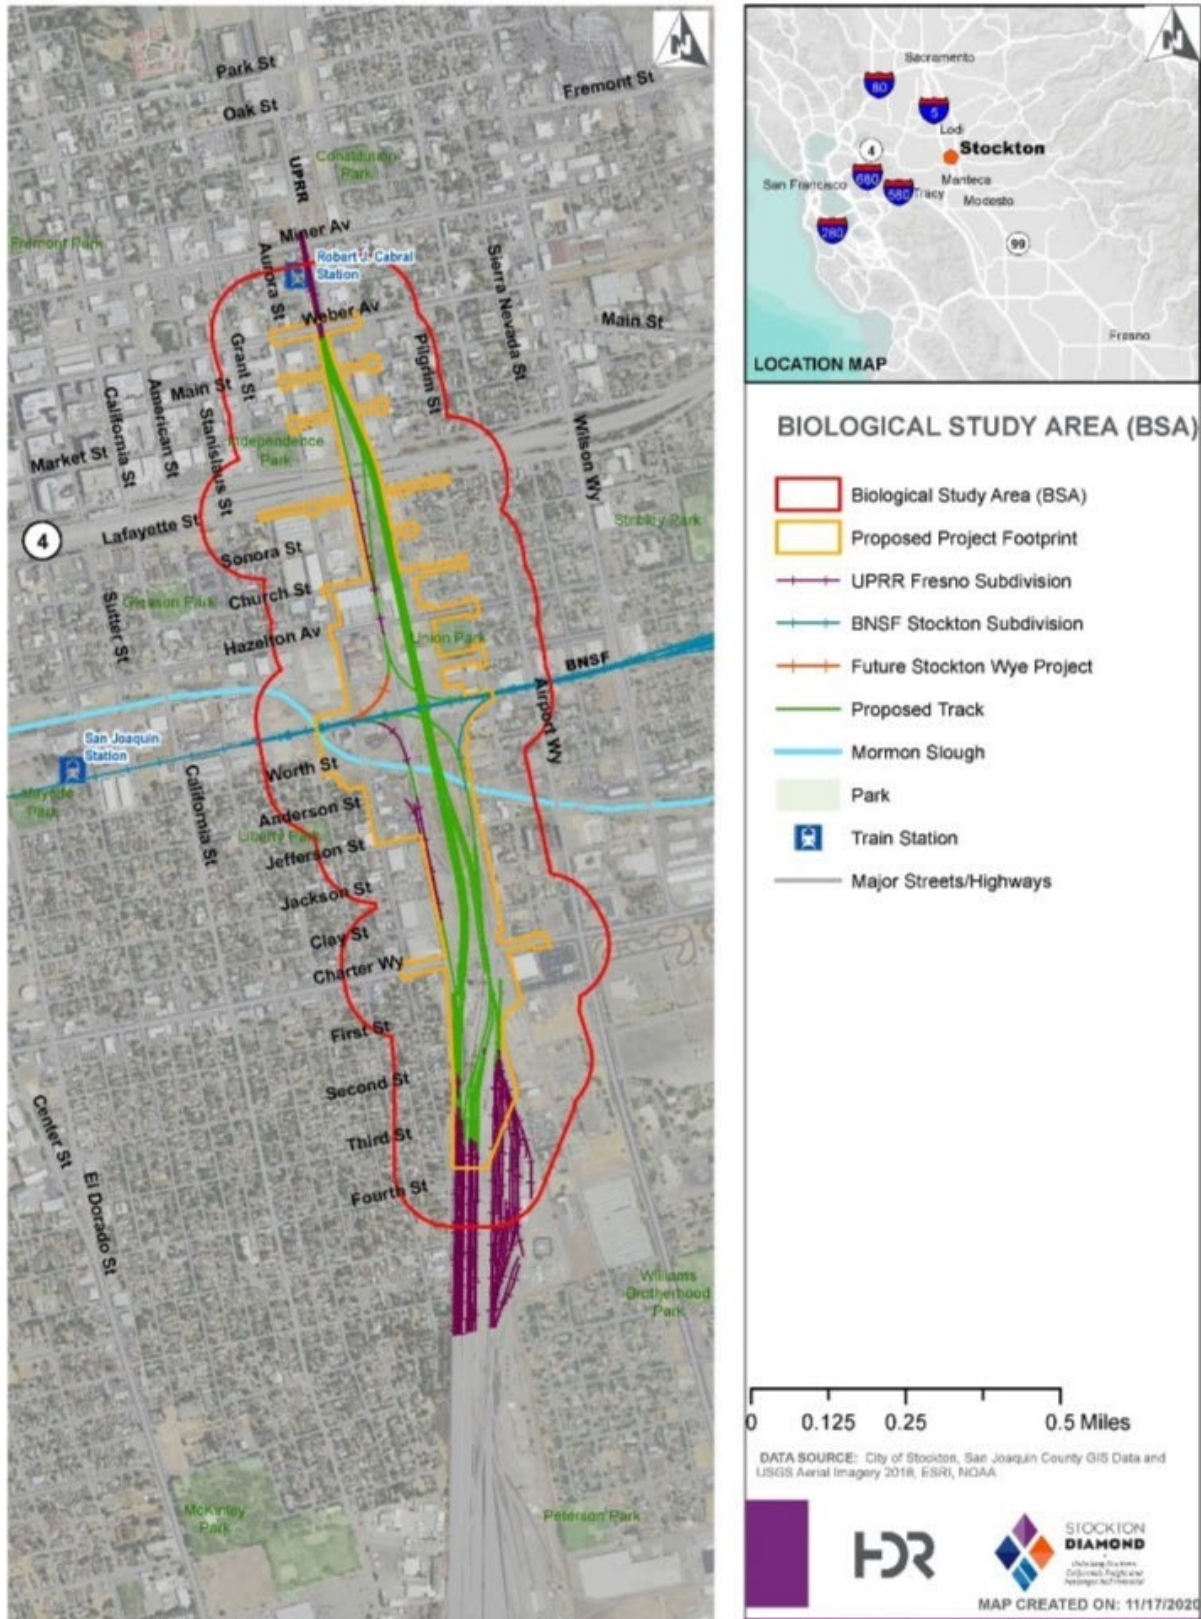 Park St
Oak St
Fremont St
UPRR
Constitution
Park
Fremont Park
Miner Av
Robert J. Cabral
Station
Aurora St
Weber Av
Sierra Nevada St
Main St
Grant St
Pilgrim St
Main St
American St
California St
Stanislaus St
Independence
Park
Market St
Wilson Wy
Stribley Park
4
Lafayette St
Sonora St
Gleason Park
Church St
Sutter St
Hazelton Av
Union Park
BNSF
Airport Wy
San Joaquin
Station
Lafayette
Park
Worth St
California St
Anderson St
Liberty Park
Jefferson St
Jackson St
Clay St
Charter Wy
First St
Second St
Center St
Third St
El Dorado St
Fourth St
Williams
Brotherhood
Park
McKinley
Park
Peterson Park
N
N
Sacramento
80
5
Lodi
4
Stockton
680
580
San Francisco
Manteca
Tracy
Modesto
280
99
Fresno
LOCATION MAP
BIOLOGICAL STUDY AREA (BSA)
Biological Study Area (BSA)
Proposed Project Footprint
UPRR Fresno Subdivision
BNSF Stockton Subdivision
Future Stockton Wye Project
Proposed Track
Mormon Slough
Park
Train Station
Major Streets/Highways
0 0.125 0.25 0.5 Miles
DATA SOURCE: City of Stockton, San Joaquin County GIS Data and
USGS Aerial Imagery 2018, ESRI, NOAA
HDR
STOCKTON
DIAMOND
MAP CREATED ON: 11/17/2020